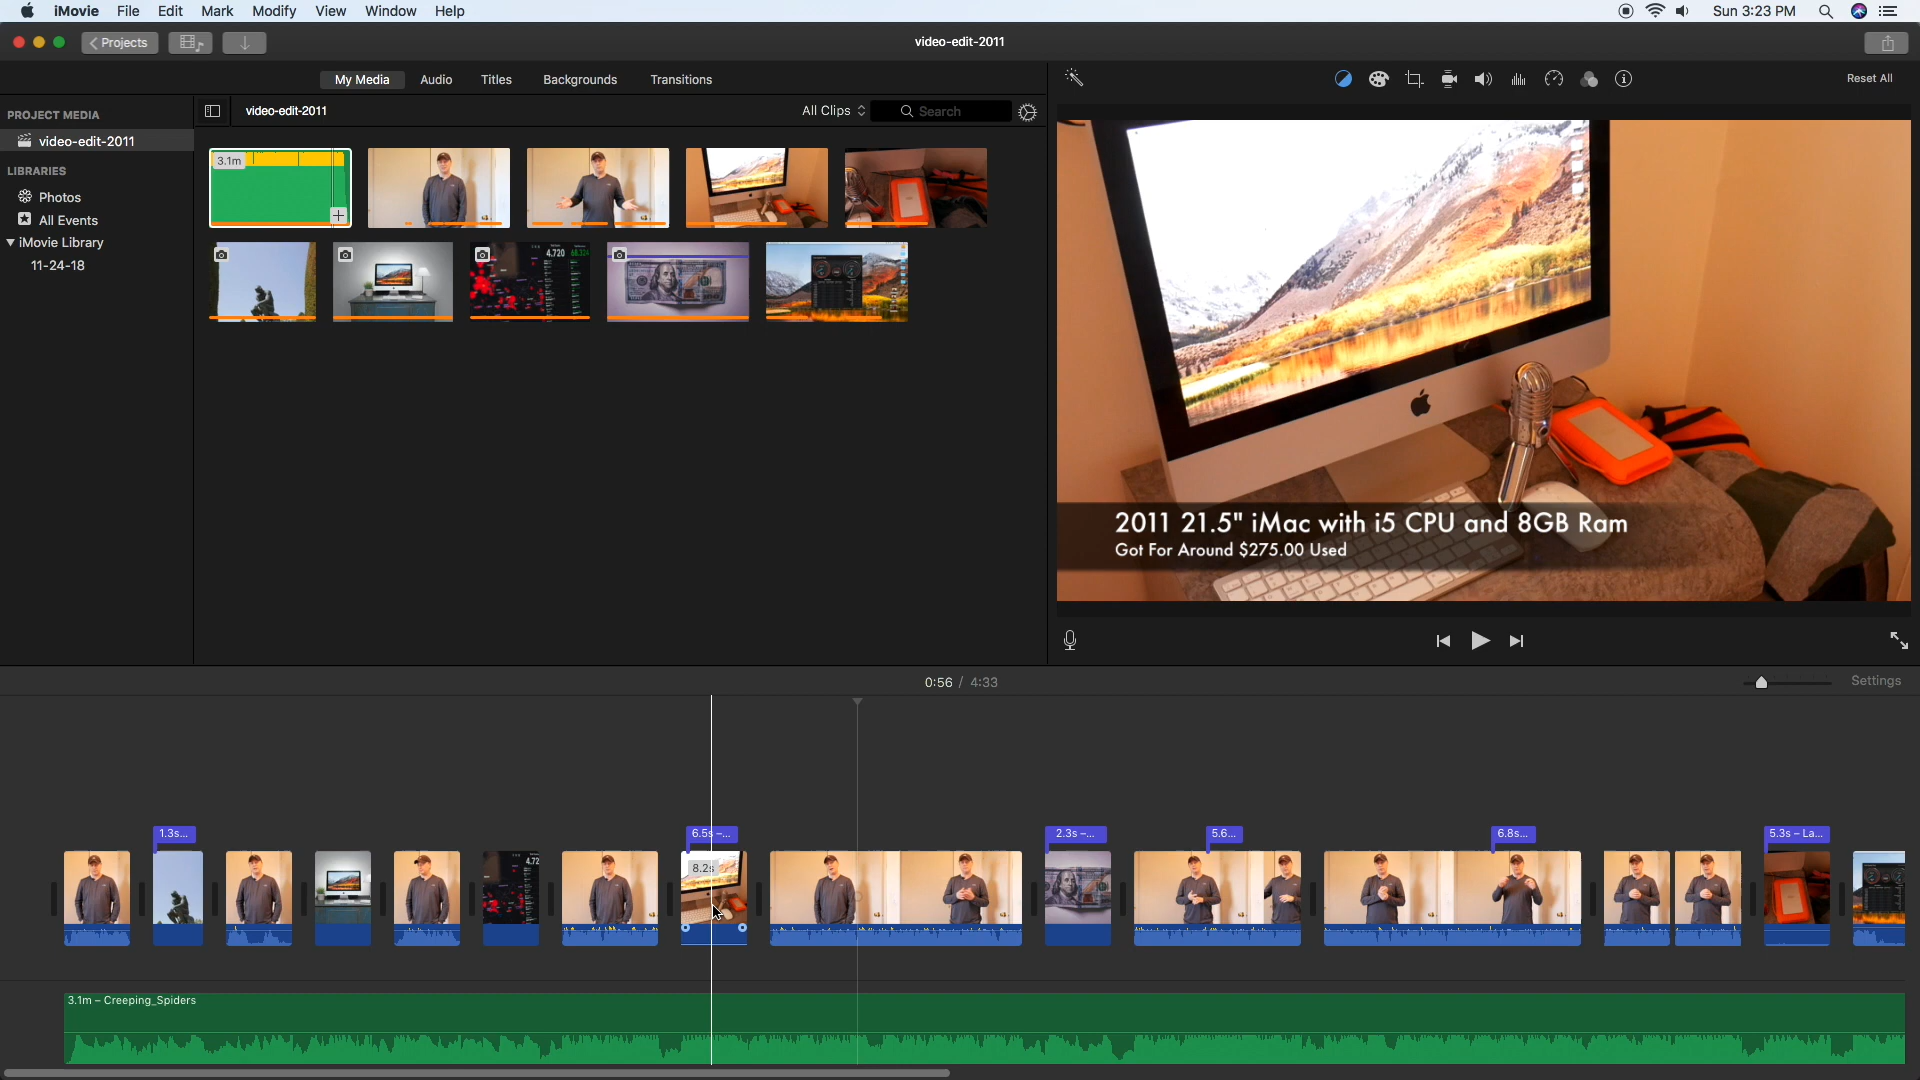 iMovie File Edit Mark Modify View Window Help
Sun 3:23 PM
Projects
video-edit-2011
My Media Audio Titles Backgrounds Transitions
Reset All
PROJECT MEDIA
video-edit-2011
LIBRARIES
Photos
All Events
iMovie Library
11-24-18
video-edit-2011
All Clips
Search
3.1m
4,720
2011 21.5" iMac with i5 CPU and 8GB Ram
Got For Around $275.00 Used
0:56 / 4:33
Settings
1.3s...
6.5s –...
2.3s –...
5.6...
6.8s...
5.3s – La...
4,72
8.2s
3.1m – Creeping_Spiders